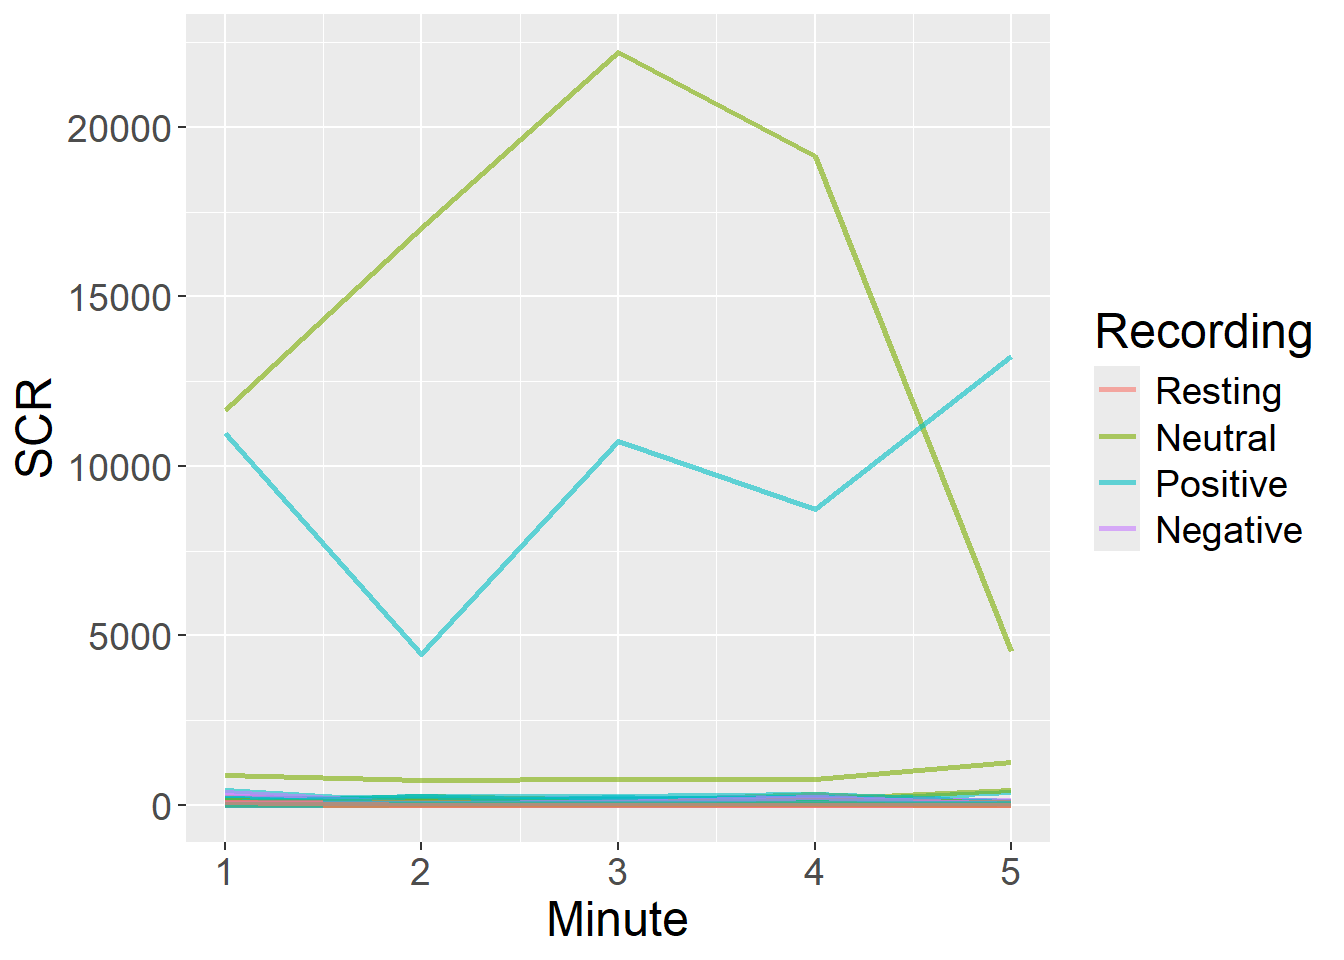 20000
15000
10000
5000
0
SCR
1 2 3 4 5
Minute
Recording
Resting
Neutral
Positive
Negative